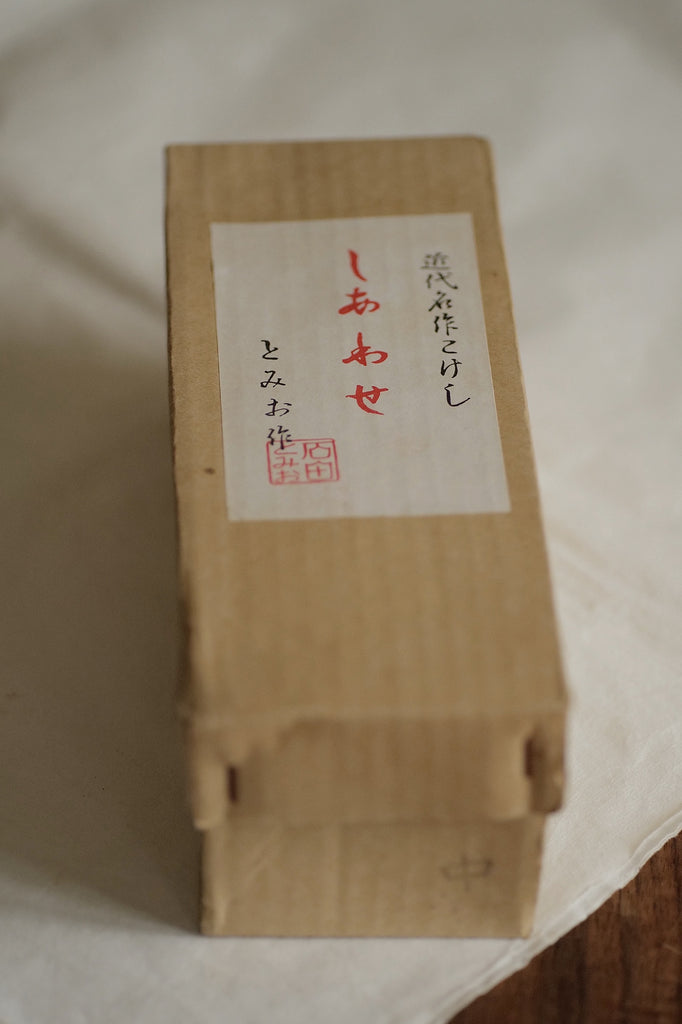 近代名作こけし
しあわせ
とみお作
石田
とみお
中